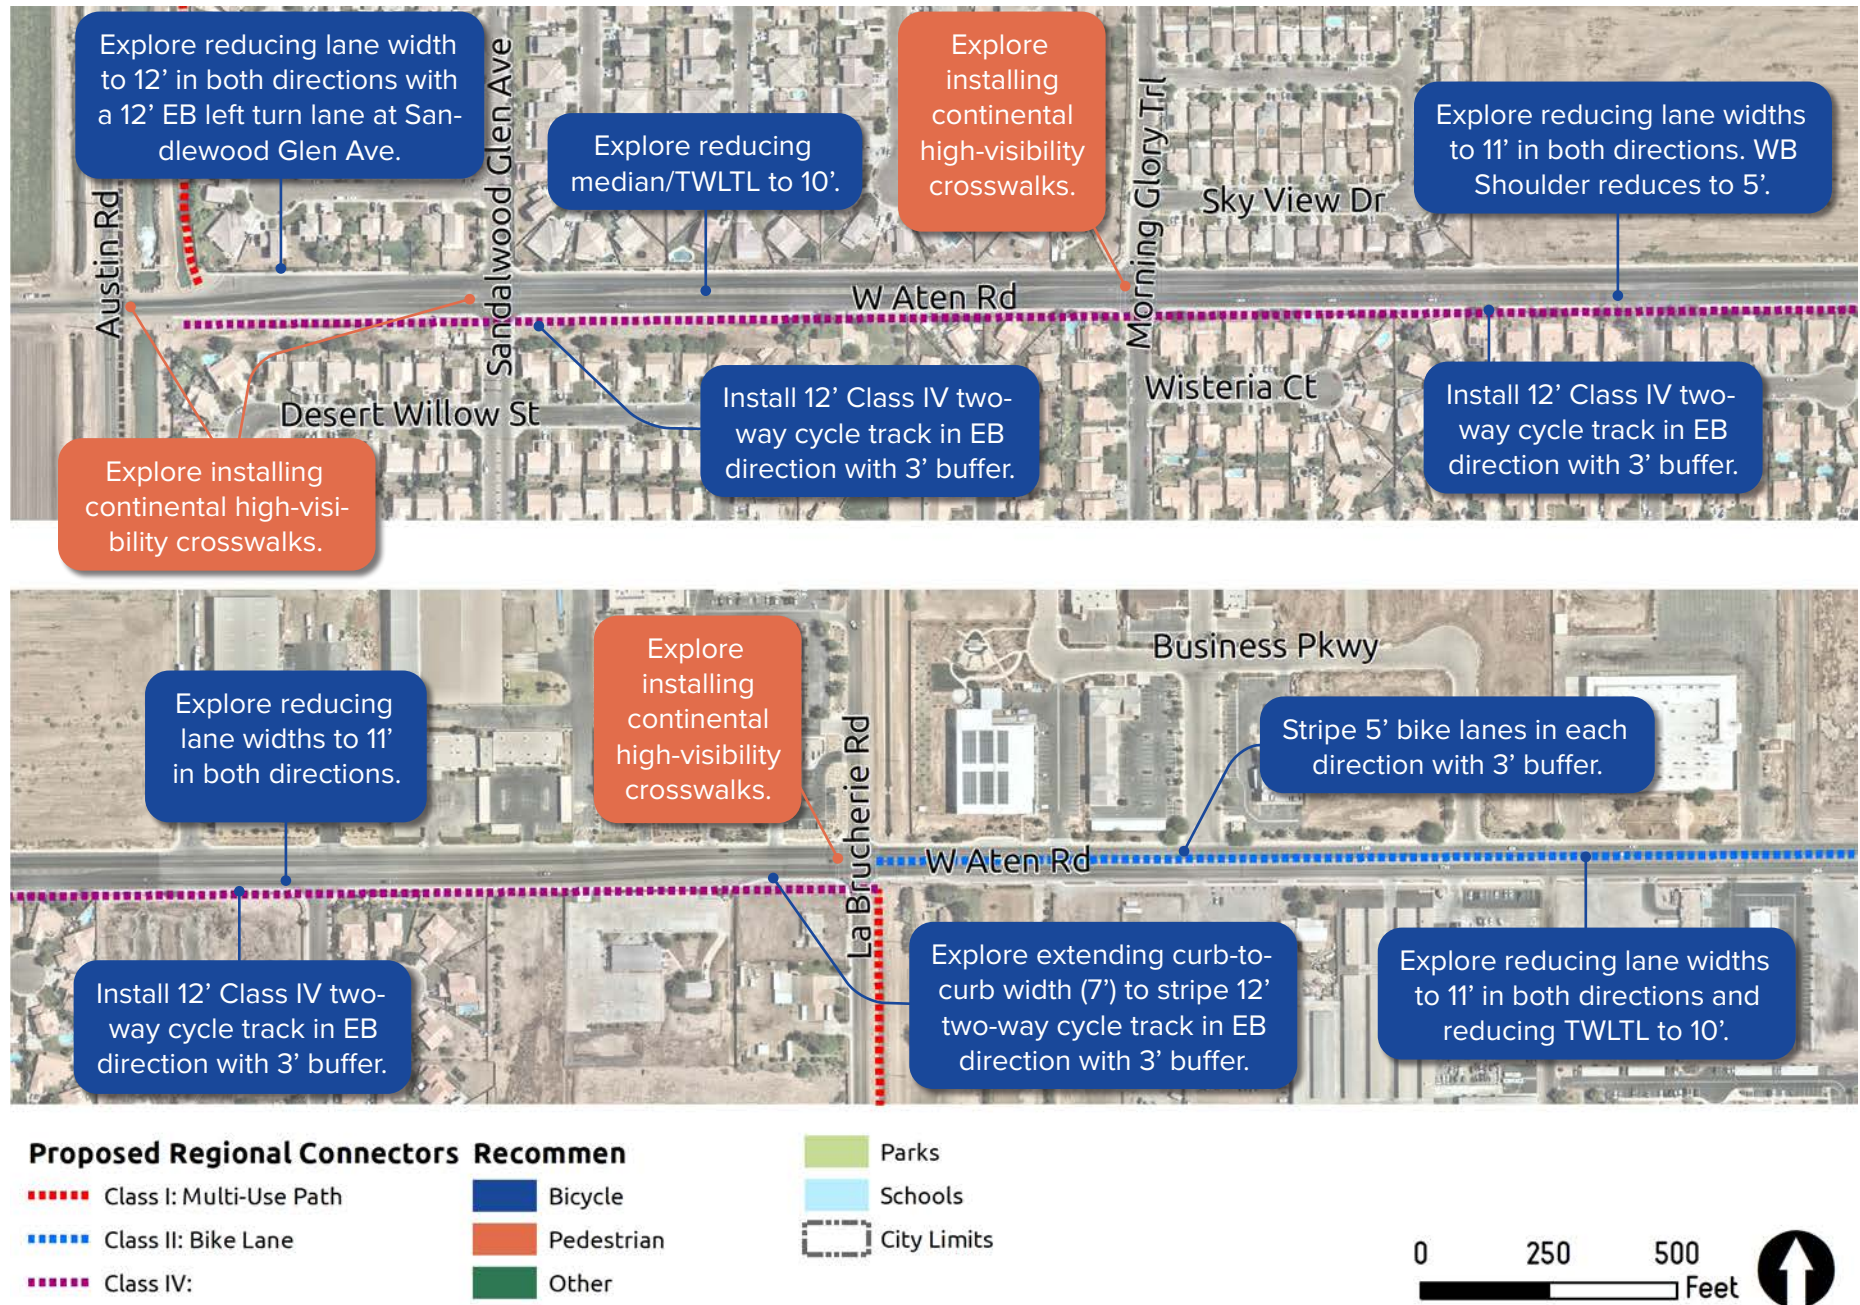 Explore reducing lane width
to 12’ in both directions with
a 12’ EB left turn lane at San-
dlewood Glen Ave.
Explore reducing
median/TWLTL to 10’.
Explore
installing
continental
high-visibility
crosswalks.
Explore reducing lane widths
to 11’ in both directions. WB
Shoulder reduces to 5’.
Austin Rd
Sandalwood Glen Ave
Morning Glory Trl
Sky View Dr
W Aten Rd
Desert Willow St
Wisteria Ct
Explore installing
continental high-visi-
bility crosswalks.
Install 12’ Class IV two-
way cycle track in EB
direction with 3’ buffer.
Install 12’ Class IV two-
way cycle track in EB
direction with 3’ buffer.
Explore reducing
lane widths to 11’
in both directions.
Explore
installing
continental
high-visibility
crosswalks.
Business Pkwy
Stripe 5’ bike lanes in each
direction with 3’ buffer.
La Brucherie Rd
W Aten Rd
Install 12’ Class IV two-
way cycle track in EB
direction with 3’ buffer.
Explore extending curb-to-
curb width (7’) to stripe 12’
two-way cycle track in EB
direction with 3’ buffer.
Explore reducing lane widths
to 11’ in both directions and
reducing TWLTL to 10’.
Proposed Regional Connectors
Class I: Multi-Use Path
Class II: Bike Lane
Class IV:
Recommen
Bicycle
Pedestrian
Other
Parks
Schools
City Limits
0 250 500
Feet